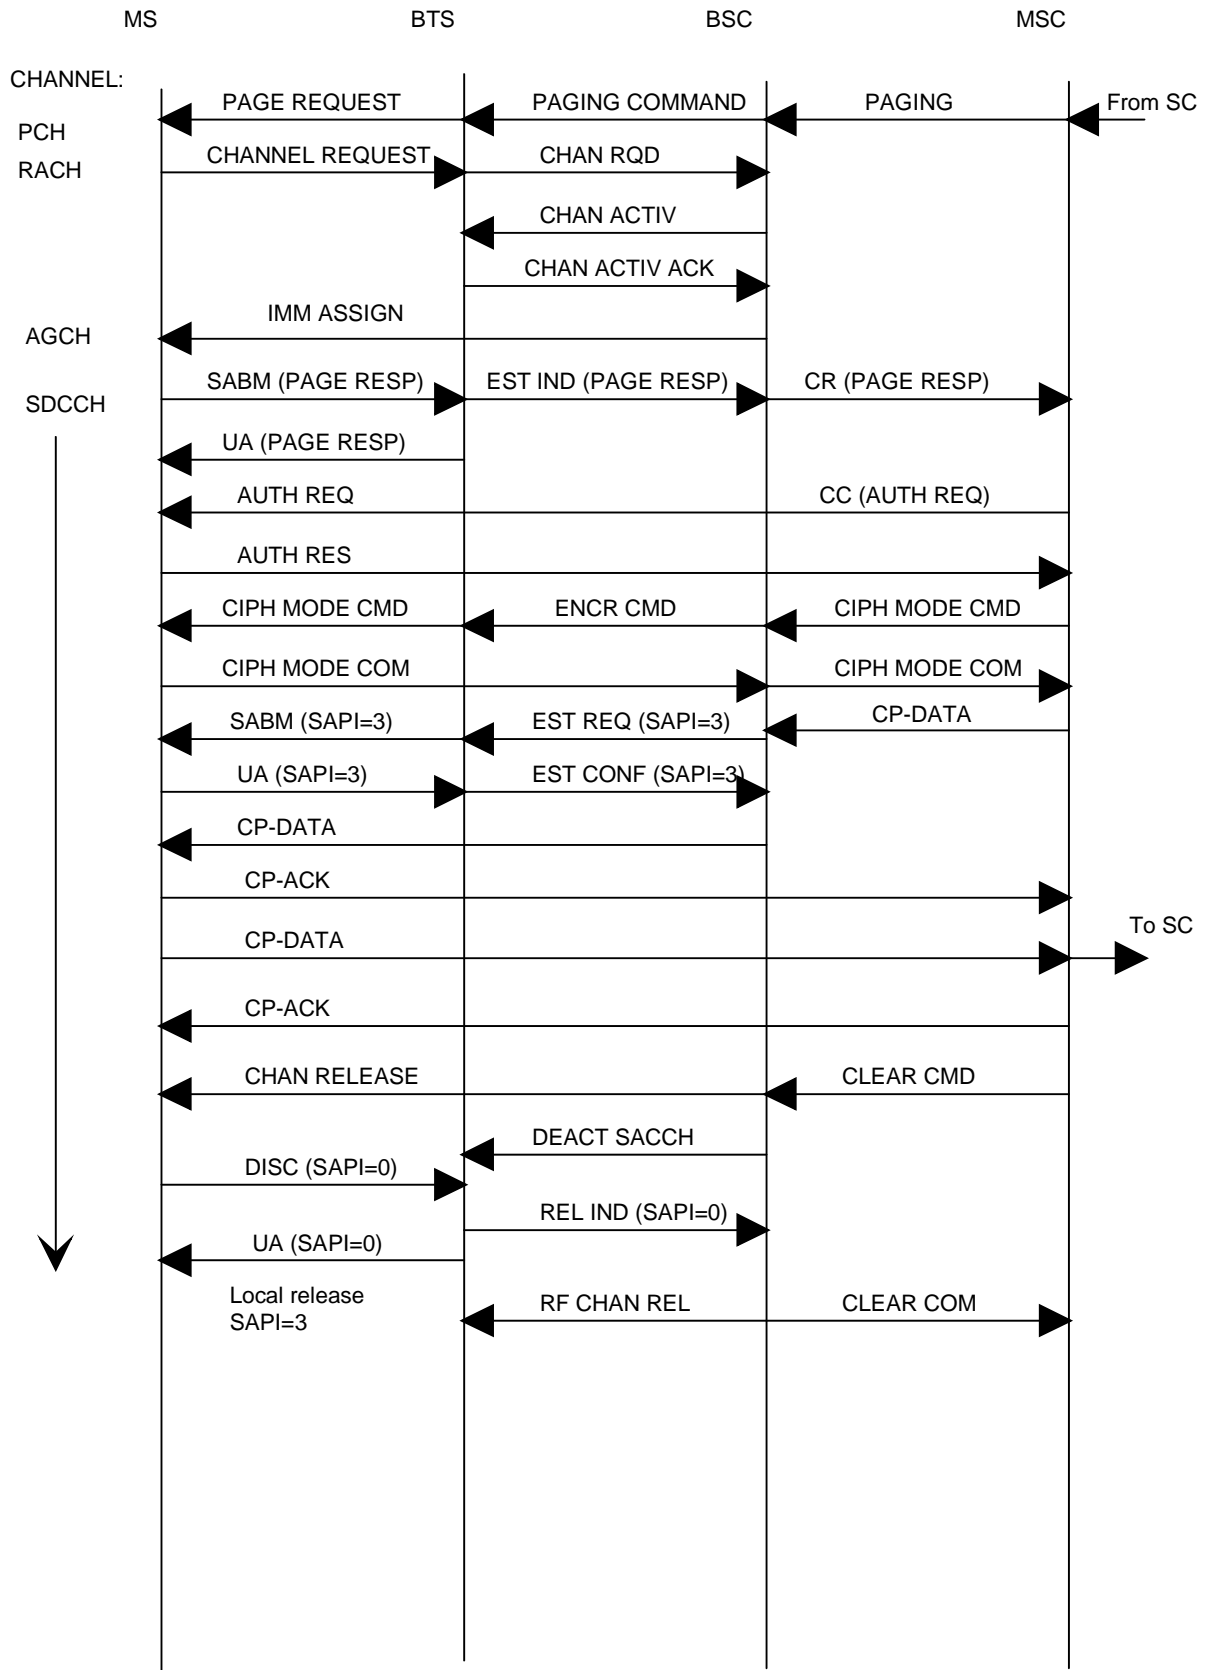 MS BTS BSC MSC
CHANNEL:
PAGE REQUEST PAGING COMMAND PAGING From SC
PCH
CHANNEL REQUEST CHAN RQD
RACH
CHAN ACTIV
CHAN ACTIV ACK
IMM ASSIGN
AGCH
SABM (PAGE RESP) EST IND (PAGE RESP) CR (PAGE RESP)
SDCCH
UA (PAGE RESP)
AUTH REQ CC (AUTH REQ)
AUTH RES
CIPH MODE CMD ENCR CMD CIPH MODE CMD
CIPH MODE COM CIPH MODE COM
SABM (SAPI=3) EST REQ (SAPI=3) CP-DATA
UA (SAPI=3) EST CONF (SAPI=3)
CP-DATA
CP-ACK
To SC
CP-DATA
CP-ACK
CHAN RELEASE CLEAR CMD
DEACT SACCH
DISC (SAPI=0)
REL IND (SAPI=0)
UA (SAPI=0)
Local release RF CHAN REL CLEAR COM
SAPI=3